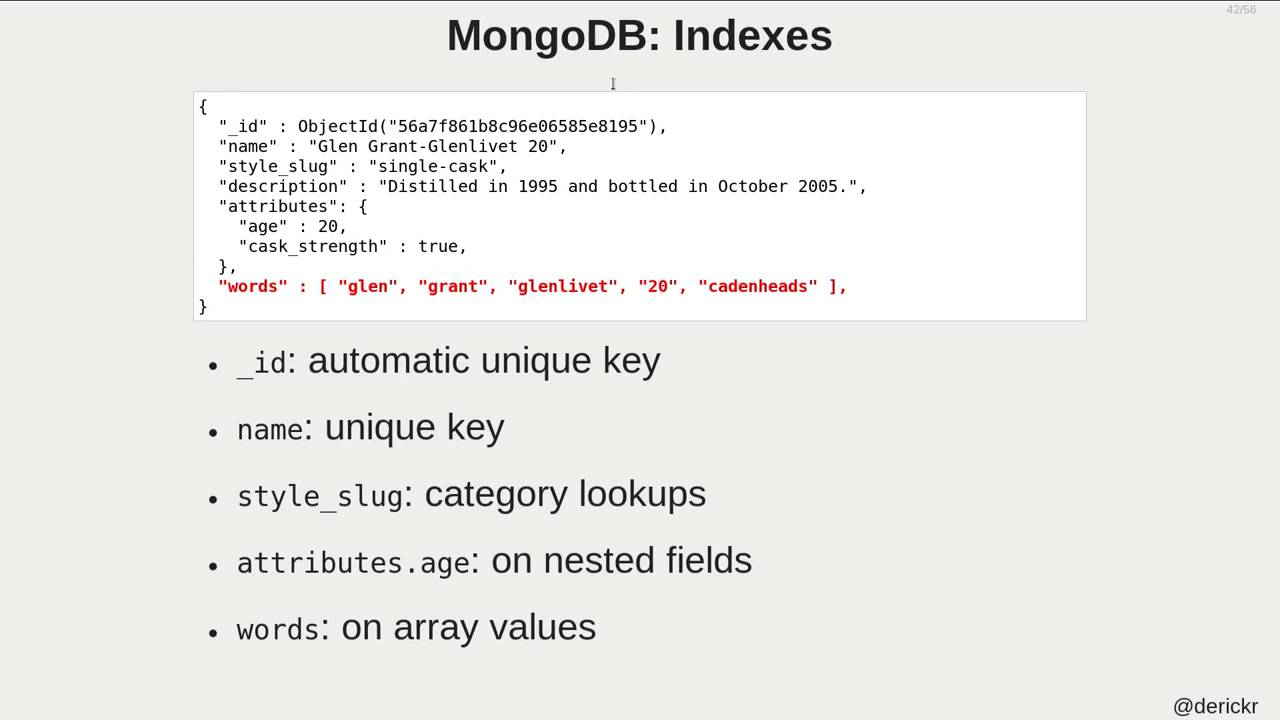 42/56
MongoDB: Indexes
{
  "_id" : ObjectId("56a7f861b8c96e06585e8195"),
  "name" : "Glen Grant-Glenlivet 20",
  "style_slug" : "single-cask",
  "description" : "Distilled in 1995 and bottled in October 2005.",
  "attributes": {
    "age" : 20,
    "cask_strength" : true,
  },
  "words" : [ "glen", "grant", "glenlivet", "20", "cadenheads" ],
}
• _id: automatic unique key
• name: unique key
• style_slug: category lookups
• attributes.age: on nested fields
• words: on array values
@derickr